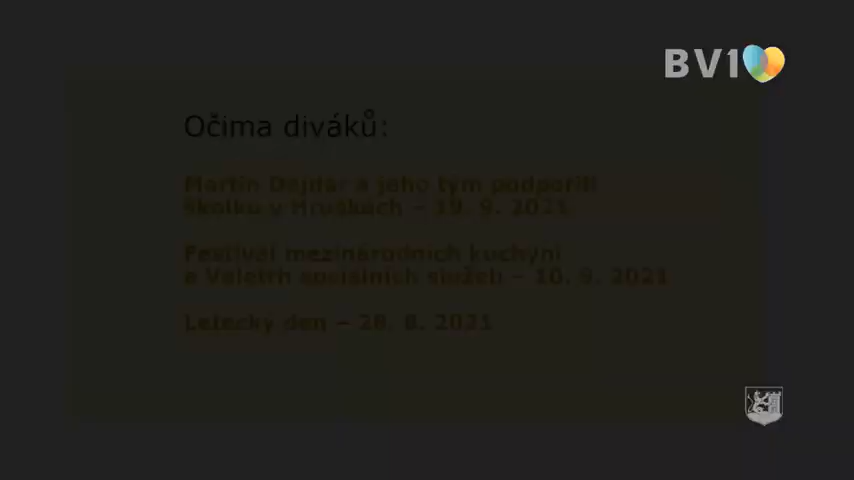 BV1
Očima diváků:
Martin Dejdar a jeho tým podpořili
školku v Hruškách – 19. 9. 2021
Festival mezinárodních kuchyní
a Veletrh sociálních služeb – 10. 9. 2021
Letecký den – 28. 8. 2021